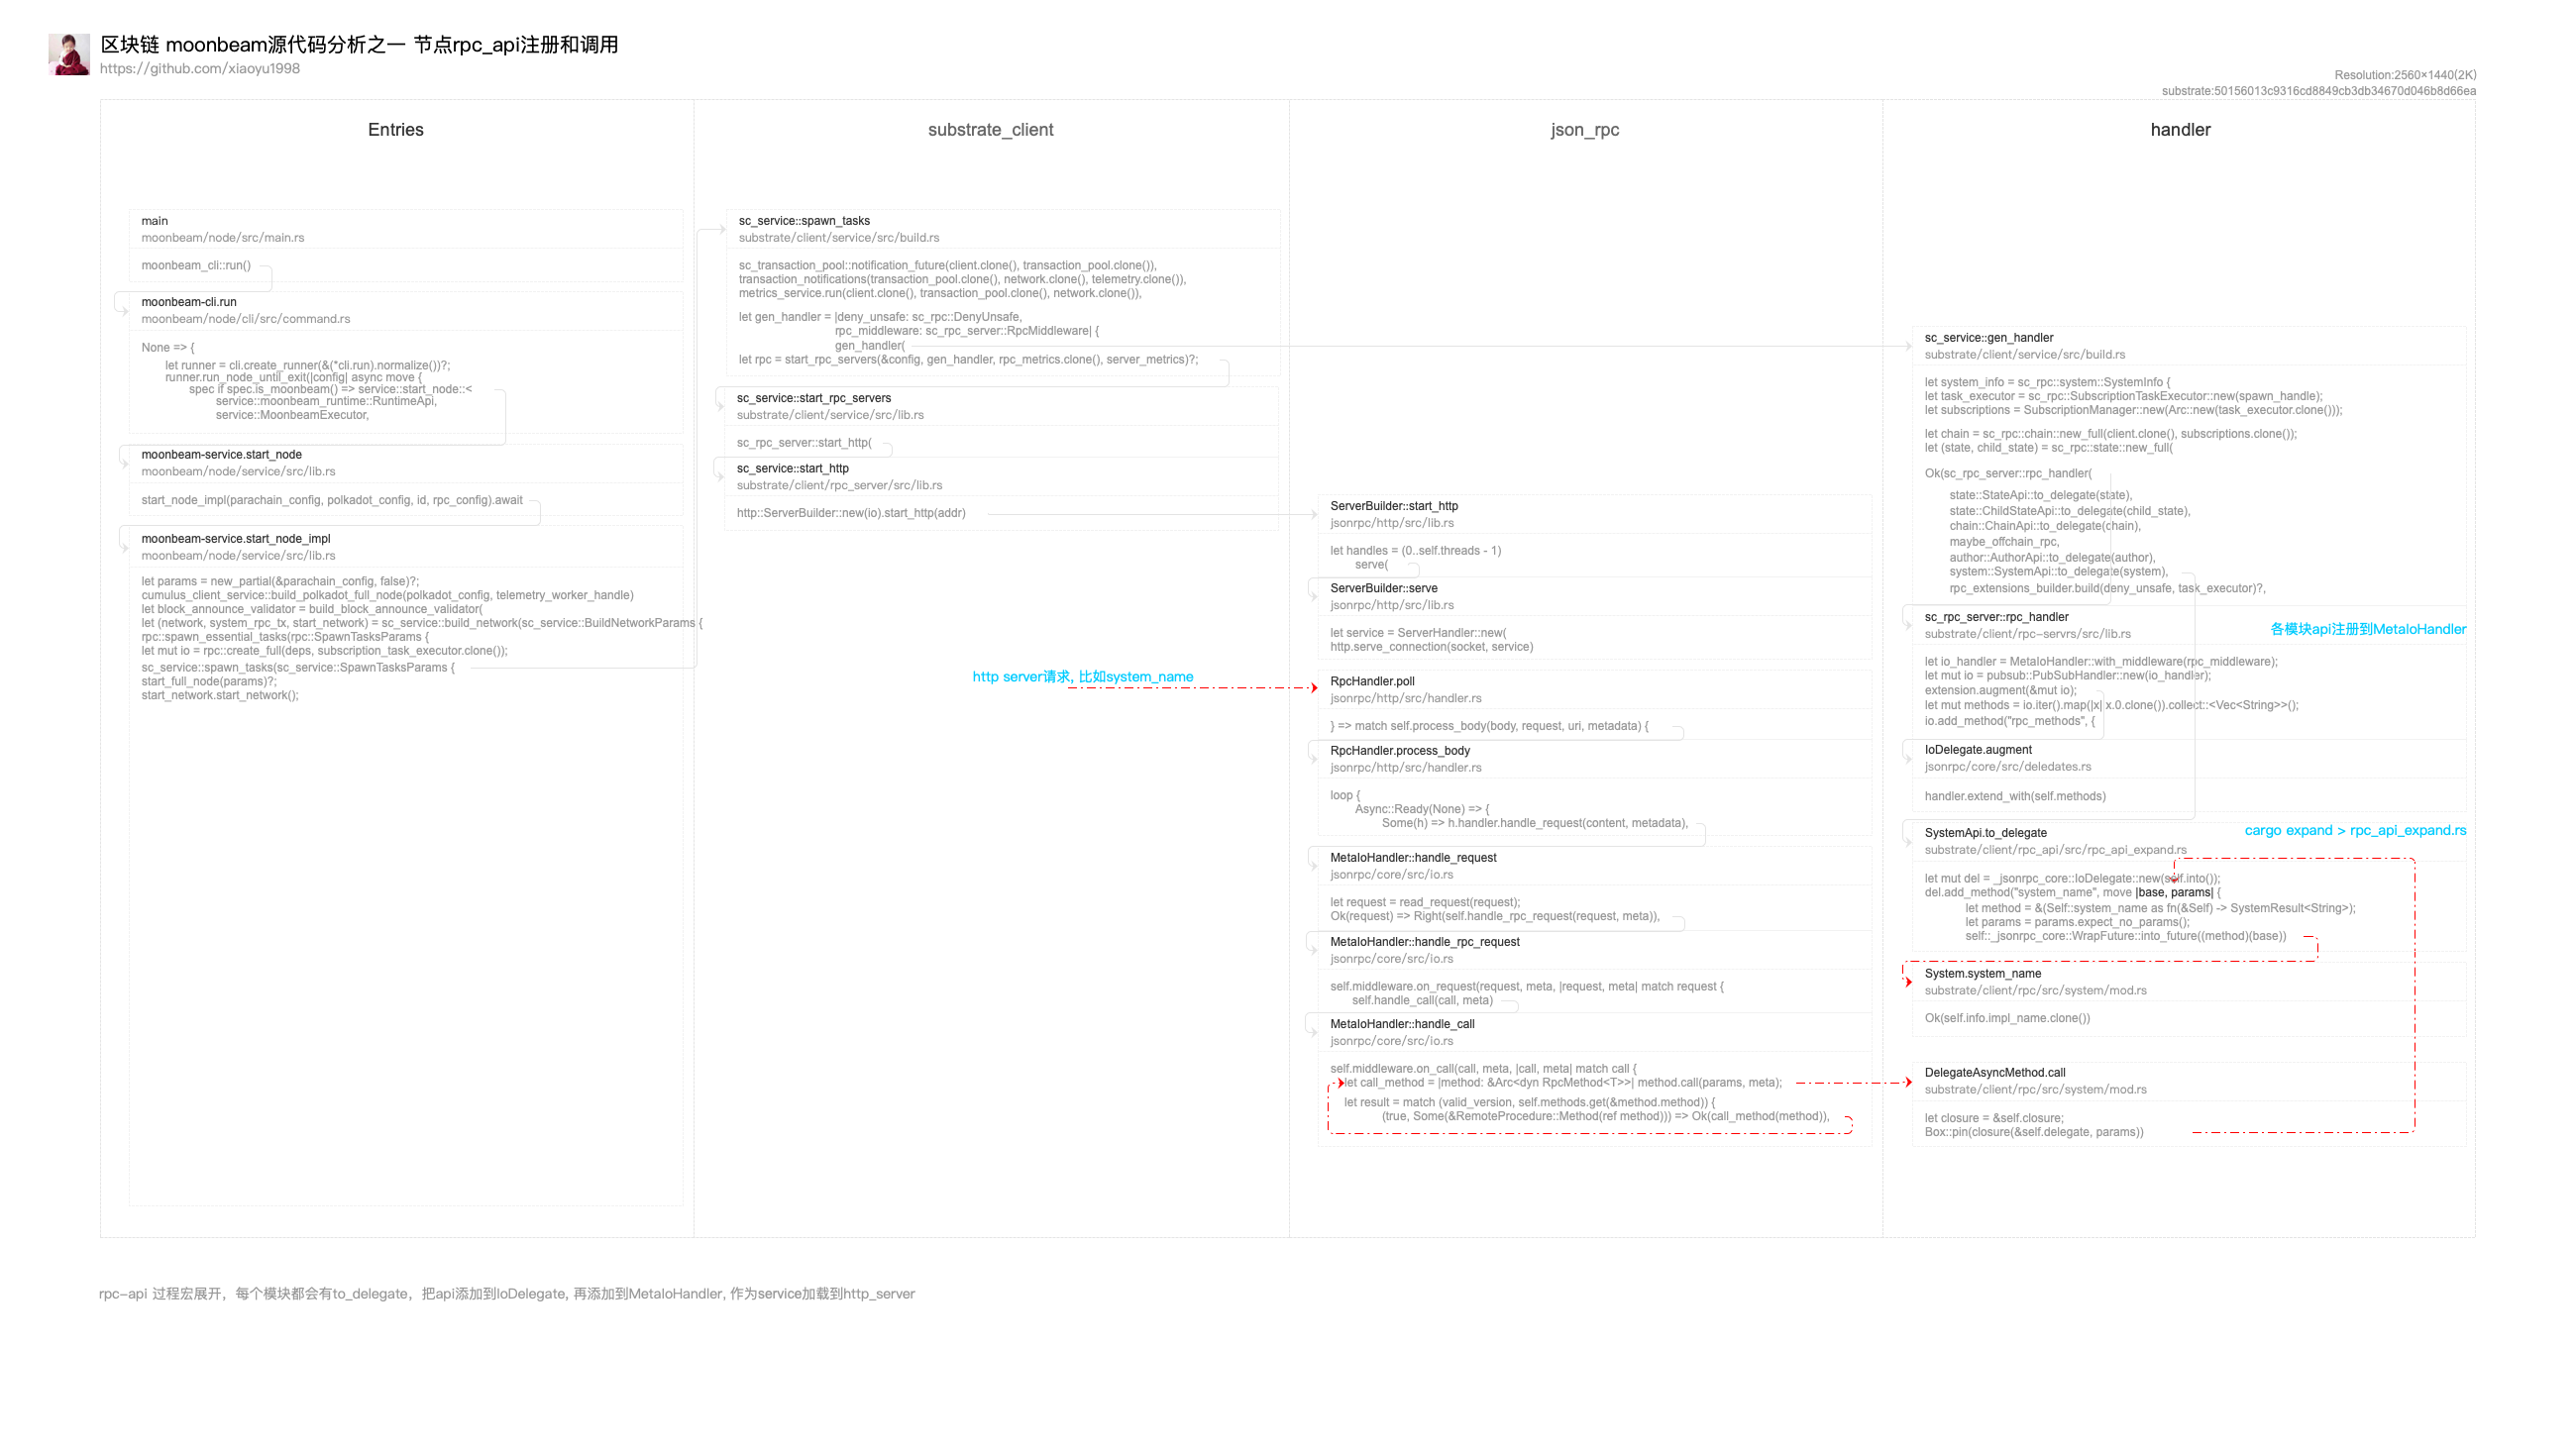 区块链 moonbeam源代码分析之一 节点rpc_api注册和调用
https://github.com/xiaoyu1998
Resolution:2560×1440(2K)
substrate:50156013c9316cd8849cb3db34670d046b8d66ea
Entries
main
moonbeam/node/src/main.rs
moonbeam_cli::run()
moonbeam-cli.run
moonbeam/node/cli/src/command.rs
None => {
let runner = cli.create_runner(&(*cli.run).normalize())?;
runner.run_node_until_exit(|config| async move {
spec if spec.is_moonbeam() => service::start_node::<
service::moonbeam_runtime::RuntimeApi,
service::MoonbeamExecutor,
moonbeam-service.start_node
moonbeam/node/service/src/lib.rs
start_node_impl(parachain_config, polkadot_config, id, rpc_config).await
moonbeam-service.start_node_impl
moonbeam/node/service/src/lib.rs
let params = new_partial(&parachain_config, false)?;
cumulus_client_service::build_polkadot_full_node(polkadot_config, telemetry_worker_handle)
let block_announce_validator = build_block_announce_validator(
let (network, system_rpc_tx, start_network) = sc_service::build_network(sc_service::BuildNetworkParams {
rpc::spawn_essential_tasks(rpc::SpawnTasksParams {
let mut io = rpc::create_full(deps, subscription_task_executor.clone());
sc_service::spawn_tasks(sc_service::SpawnTasksParams {
start_full_node(params)?;
start_network.start_network();
substrate_client
sc_service::spawn_tasks
substrate/client/service/src/build.rs
sc_transaction_pool::notification_future(client.clone(), transaction_pool.clone()),
transaction_notifications(transaction_pool.clone(), network.clone(), telemetry.clone()),
metrics_service.run(client.clone(), transaction_pool.clone(), network.clone()),
let gen_handler = |deny_unsafe: sc_rpc::DenyUnsafe,
rpc_middleware: sc_rpc_server::RpcMiddleware| {
gen_handler(
let rpc = start_rpc_servers(&config, gen_handler, rpc_metrics.clone(), server_metrics)?;
sc_service::start_rpc_servers
substrate/client/service/src/lib.rs
sc_rpc_server::start_http(
sc_service::start_http
substrate/client/rpc_server/src/lib.rs
http::ServerBuilder::new(io).start_http(addr)
http server请求, 比如system_name
json_rpc
ServerBuilder::start_http
jsonrpc/http/src/lib.rs
let handles = (0..self.threads - 1)
serve(
ServerBuilder::serve
jsonrpc/http/src/lib.rs
let service = ServerHandler::new(
http.serve_connection(socket, service)
RpcHandler.poll
jsonrpc/http/src/handler.rs
} => match self.process_body(body, request, uri, metadata) {
RpcHandler.process_body
jsonrpc/http/src/handler.rs
loop {
Async::Ready(None) => {
Some(h) => h.handler.handle_request(content, metadata),
MetaIoHandler::handle_request
jsonrpc/core/src/io.rs
let request = read_request(request);
Ok(request) => Right(self.handle_rpc_request(request, meta)),
MetaIoHandler::handle_rpc_request
jsonrpc/core/src/io.rs
self.middleware.on_request(request, meta, |request, meta| match request {
self.handle_call(call, meta)
MetaIoHandler::handle_call
jsonrpc/core/src/io.rs
self.middleware.on_call(call, meta, |call, meta| match call {
let call_method = |method: &Arc<dyn RpcMethod<T>>| method.call(params, meta);
let result = match (valid_version, self.methods.get(&method.method)) {
(true, Some(&RemoteProcedure::Method(ref method))) => Ok(call_method(method)),
handler
sc_service::gen_handler
substrate/client/service/src/build.rs
let system_info = sc_rpc::system::SystemInfo {
let task_executor = sc_rpc::SubscriptionTaskExecutor::new(spawn_handle);
let subscriptions = SubscriptionManager::new(Arc::new(task_executor.clone()));
let chain = sc_rpc::chain::new_full(client.clone(), subscriptions.clone());
let (state, child_state) = sc_rpc::state::new_full(
Ok(sc_rpc_server::rpc_handler(
state::StateApi::to_delegate(state),
state::ChildStateApi::to_delegate(child_state),
chain::ChainApi::to_delegate(chain),
maybe_offchain_rpc,
author::AuthorApi::to_delegate(author),
system::SystemApi::to_delegate(system),
rpc_extensions_builder.build(deny_unsafe, task_executor)?,
sc_rpc_server::rpc_handler
substrate/client/rpc-servrs/src/lib.rs
各模块api注册到MetaIoHandler
let io_handler = MetaIoHandler::with_middleware(rpc_middleware);
let mut io = pubsub::PubSubHandler::new(io_handler);
extension.augment(&mut io);
let mut methods = io.iter().map(|x| x.0.clone()).collect::<Vec<String>>();
io.add_method("rpc_methods", {
IoDelegate.augment
jsonrpc/core/src/deledates.rs
handler.extend_with(self.methods)
SystemApi.to_delegate
cargo expand > rpc_api_expand.rs
substrate/client/rpc_api/src/rpc_api_expand.rs
let mut del = _jsonrpc_core::IoDelegate::new(self.into());
del.add_method("system_name", move |base, params| {
let method = &(Self::system_name as fn(&Self) -> SystemResult<String>);
let params = params.expect_no_params();
self::_jsonrpc_core::WrapFuture::into_future((method)(base))
System.system_name
substrate/client/rpc/src/system/mod.rs
Ok(self.info.impl_name.clone())
DelegateAsyncMethod.call
substrate/client/rpc/src/system/mod.rs
let closure = &self.closure;
Box::pin(closure(&self.delegate, params))
rpc-api 过程宏展开，每个模块都会有to_delegate，把api添加到IoDelegate, 再添加到MetaIoHandler, 作为service加载到http_server